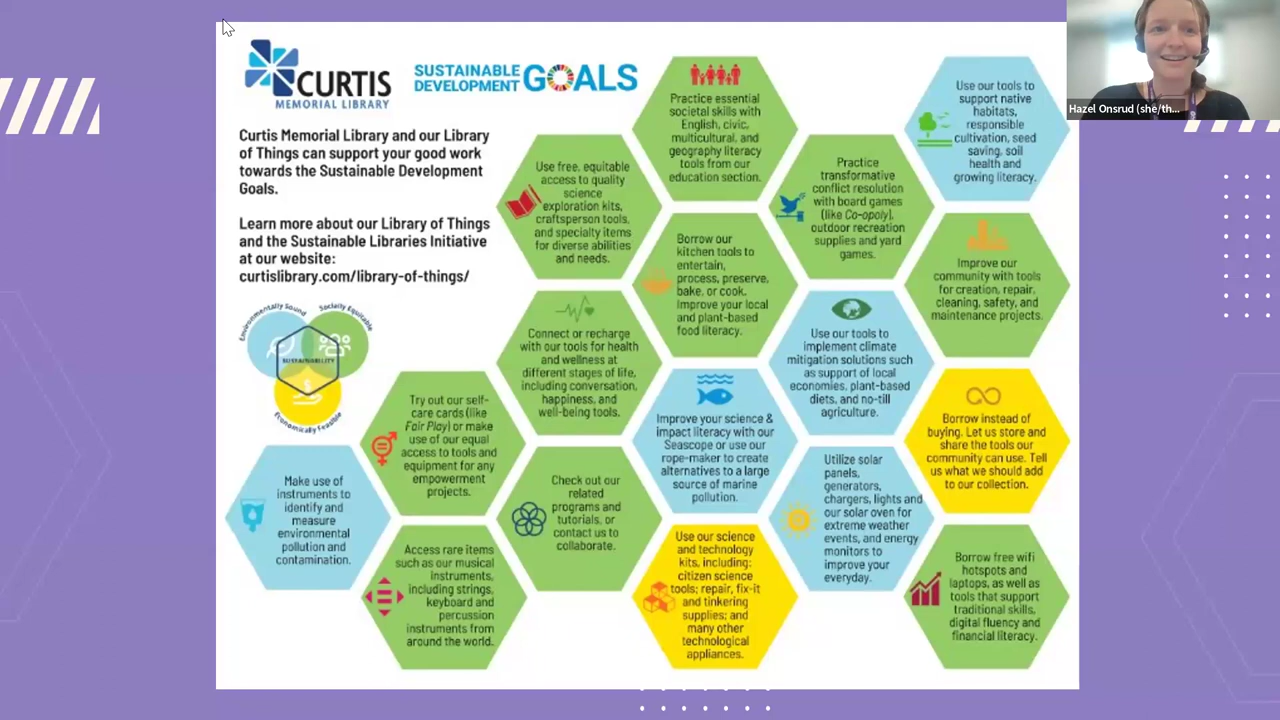 CURTIS
MEMORIAL LIBRARY
SUSTAINABLE
DEVELOPMENT
GOALS
Hazel Onsrud (she/th...
Curtis Memorial Library and our Library
of Things can support your good work
towards the Sustainable Development
Goals.
Learn more about our Library of Things
and the Sustainable Libraries Initiative
at our website:
curtislibrary.com/library-of-things/
Environmentally Sound
Socially Equitable
SUSTAINABILITY
Economically Feasible
Practice essential
societal skills with
English, civic,
multicultural, and
geography literacy
tools from our
education section.
Use our tools to
support native
habitats,
responsible
cultivation, seed
saving, soil
health and
growing literacy.
Use free, equitable
access to quality
science
exploration kits,
craftsperson tools,
and specialty items
for diverse abilities
and needs.
Practice
transformative
conflict resolution
with board games
(like Co-opoly),
outdoor recreation
supplies and yard
games.
Borrow our
kitchen tools to
entertain,
process, preserve,
bake, or cook.
Improve your local
and plant-based
food literacy.
Improve our
community with tools
for creation, repair,
cleaning, safety, and
maintenance projects.
Connect or recharge
with our tools for health
and wellness at
different stages of life,
including conversation,
happiness, and
well-being tools.
Use our tools to
implement climate
mitigation solutions such
as support of local
economies, plant-based
diets, and no-till
agriculture.
Try out our self-
care cards (like
Fair Play) or make
use of our equal
access to tools and
equipment for any
empowerment
projects.
Improve your science &
impact literacy with our
Seascope or use our
rope-maker to create
alternatives to a large
source of marine
pollution.
Borrow instead of
buying. Let us store and
share the tools our
community can use. Tell
us what we should add
to our collection.
Make use of
instruments to
identify and
measure
environmental
pollution and
contamination.
Check out our
related
programs and
tutorials, or
contact us to
collaborate.
Utilize solar
panels,
generators,
chargers, lights and
our solar oven for
extreme weather
events, and energy
monitors to
improve your
everyday.
Access rare items
such as our musical
instruments,
including strings,
keyboard and
percussion
instruments from
around the world.
Use our science
and technology
kits, including:
citizen science
tools; repair, fix-it
and tinkering
supplies; and
many other
technological
appliances.
Borrow free wifi
hotspots and
laptops, as well as
tools that support
traditional skills,
digital fluency and
financial literacy.